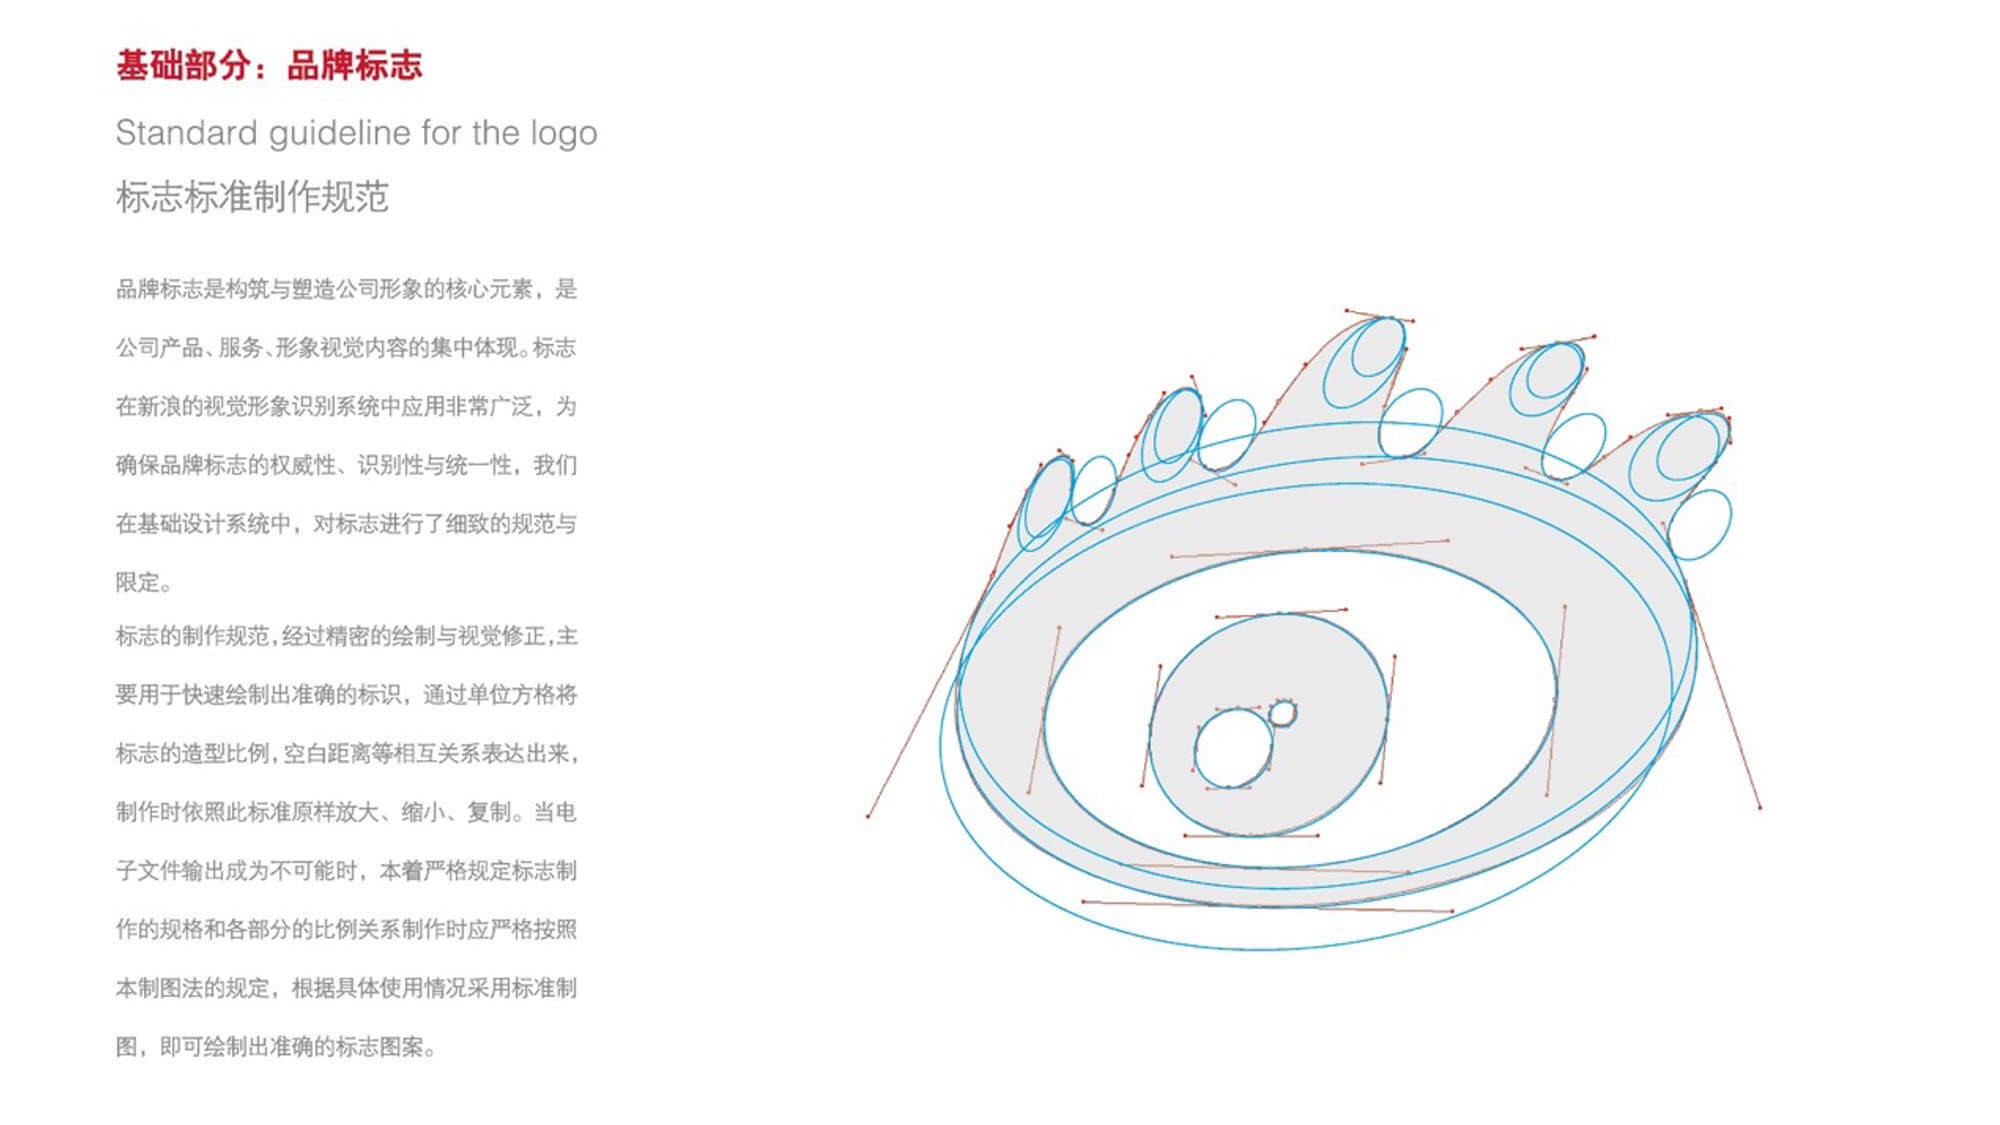 基础部分：品牌标志
Standard guideline for the logo
标志标准制作规范
品牌标志是构筑与塑造公司形象的核心元素，是
公司产品、服务、形象视觉内容的集中体现。标志
在新浪的视觉形象识别系统中应用非常广泛，为
确保品牌标志的权威性、识别性与统一性，我们
在基础设计系统中，对标志进行了细致的规范与
限定。
标志的制作规范，经过精密的绘制与视觉修正，主
要用于快速绘制出准确的标识，通过单位方格将
标志的造型比例，空白距离等相互关系表达出来，
制作时依照此标准原样放大、缩小、复制。当电
子文件输出成为不可能时，本着严格规定标志制
作的规格和各部分的比例关系制作时应严格按照
本制图法的规定，根据具体使用情况采用标准制
图，即可绘制出准确的标志图案。